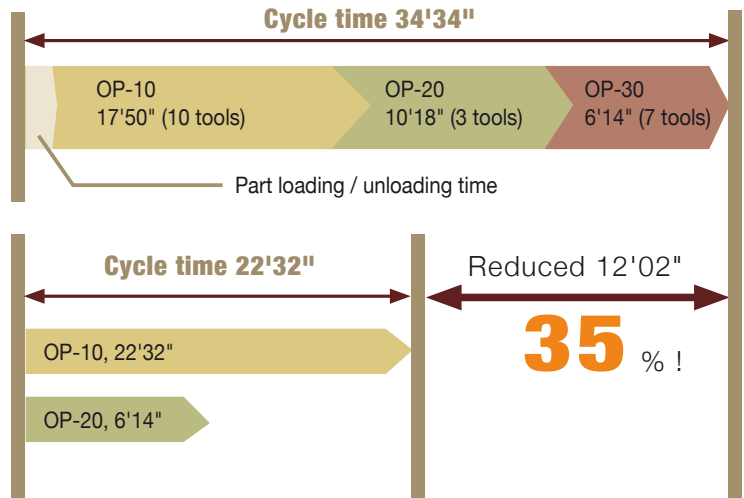 Cycle time 34'34"
OP-10
17'50" (10 tools)
OP-20
10'18" (3 tools)
OP-30
6'14" (7 tools)
Part loading / unloading time
Cycle time 22'32"
Reduced 12'02"
35 % !
OP-10, 22'32"
OP-20, 6'14"